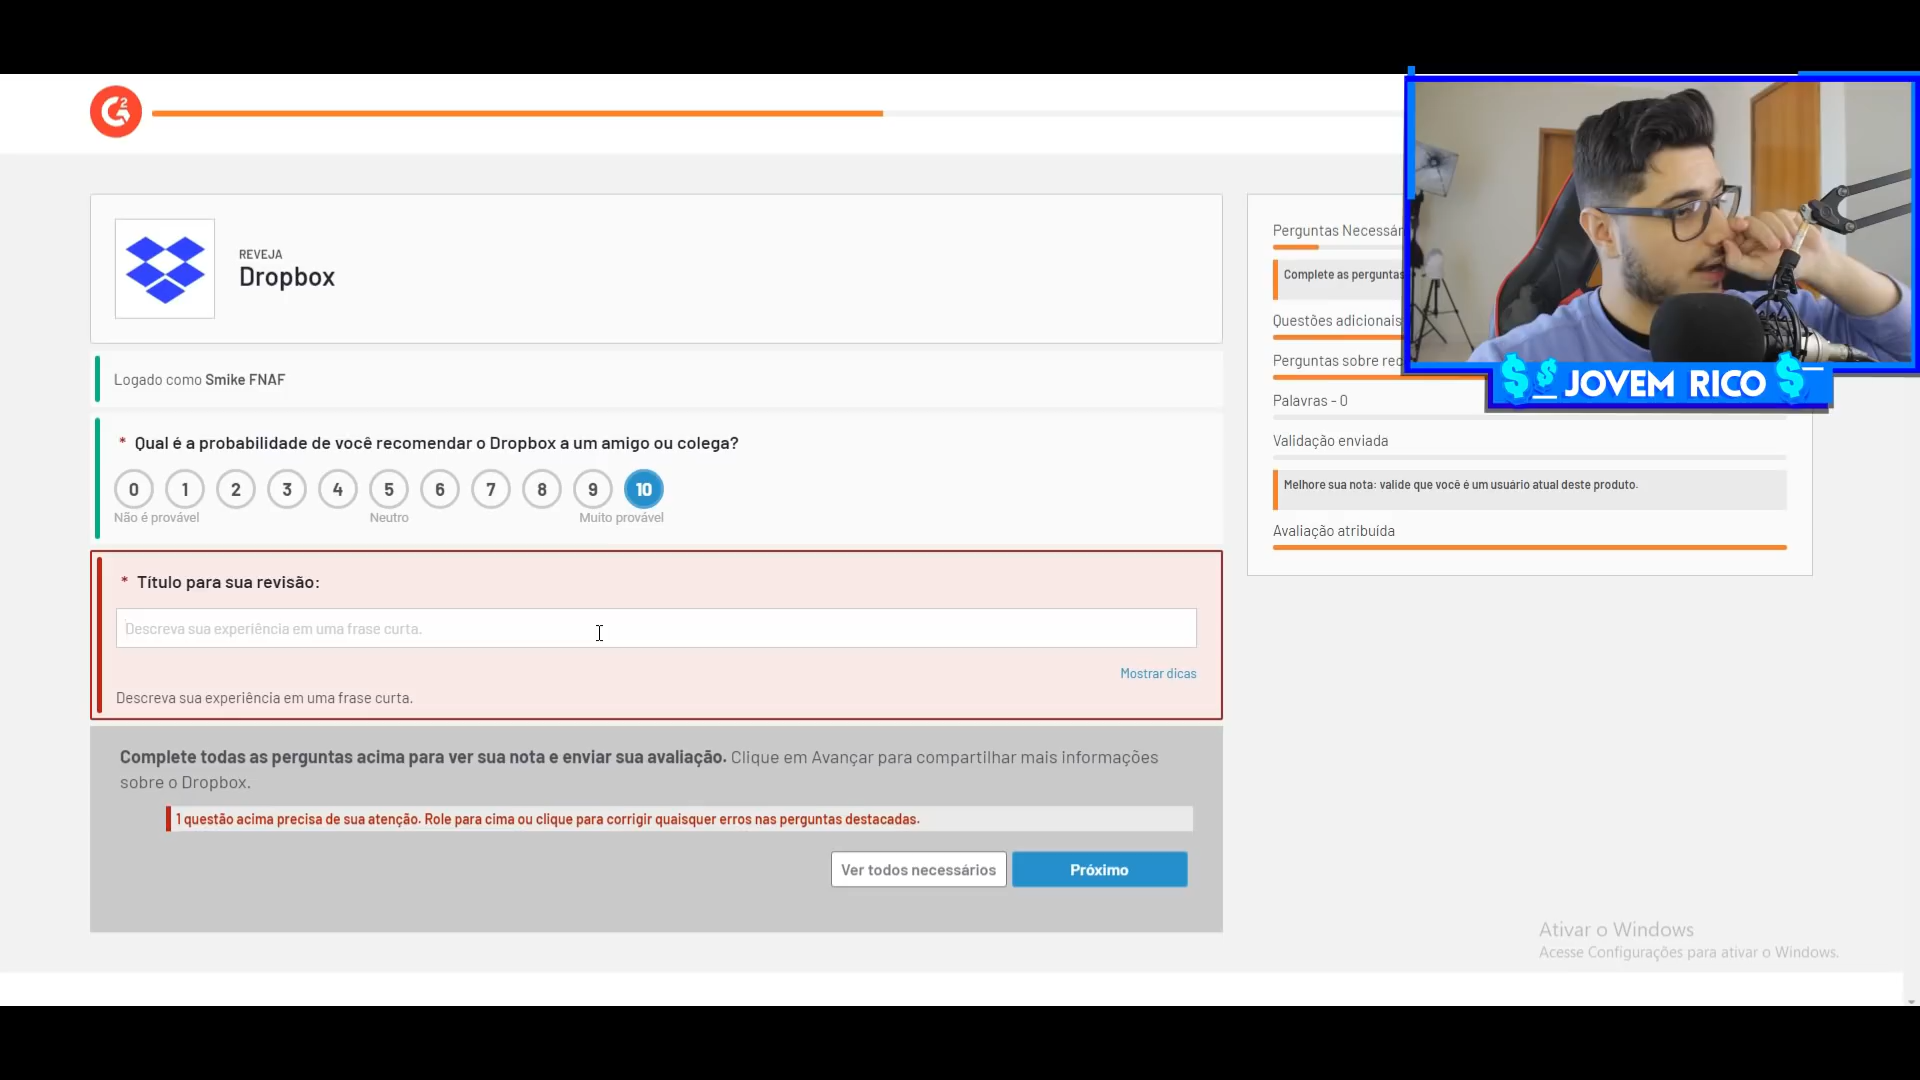 G2
REVEJA
Dropbox
Logado como Smike FNAF
* Qual é a probabilidade de você recomendar o Dropbox a um amigo ou colega?
0 1 2 3 4 5 6 7 8 9 10
Não é provável Neutro Muito provável
* Título para sua revisão:
Descreva sua experiência em uma frase curta.
Mostrar dicas
Descreva sua experiência em uma frase curta.
Complete todas as perguntas acima para ver sua nota e enviar sua avaliação. Clique em Avançar para compartilhar mais informações
sobre o Dropbox.
1 questão acima precisa de sua atenção. Role para cima ou clique para corrigir quaisquer erros nas perguntas destacadas.
Ver todos necessários Próximo
Perguntas
Complete as perguntas
Questões adicionais
Perguntas sobre
Palavras - 0
Validação enviada
Melhore sua nota: valide que você é um usuário atual deste produto.
Avaliação atribuída
$ $ JOVEM RICO $
Ativar o Windows
Acesse Configurações para ativar o Windows.